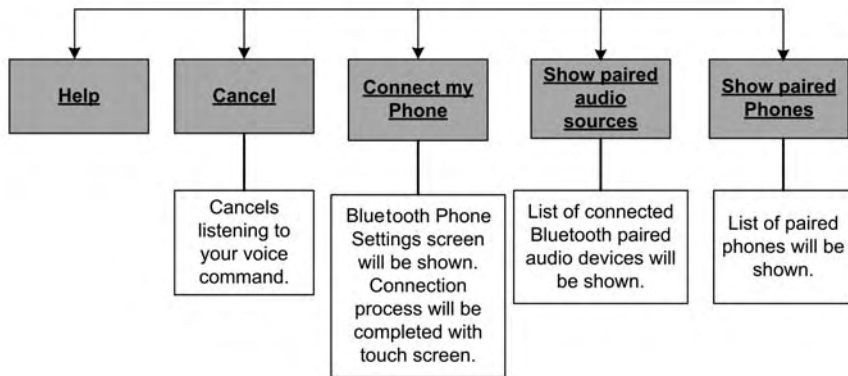 Help
Cancel
Connect my
Phone
Show paired
audio
sources
Show paired
Phones
Cancels
listening to
your voice
command.
Bluetooth Phone
Settings screen
will be shown.
Connection
process will be
completed with
touch screen.
List of connected
Bluetooth paired
audio devices will
be shown.
List of paired
phones will be
shown.